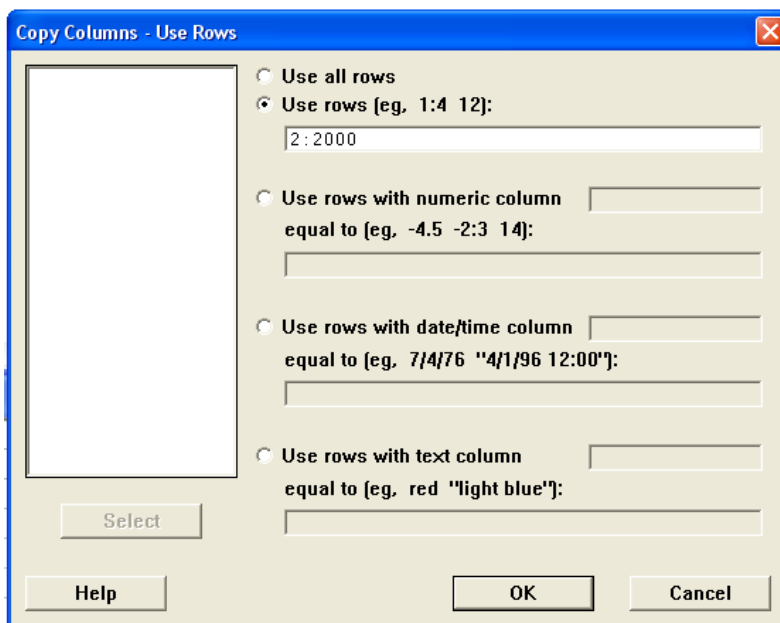 Copy Columns - Use Rows
Use all rows
Use rows (eg, 1:4 12):
2:2000
Use rows with numeric column
equal to (eg, -4.5 -2:3 14):
Use rows with date/time column
equal to (eg, 7/4/76 "4/1/96 12:00"):
Use rows with text column
equal to (eg, red "light blue"):
Select
Help
OK
Cancel